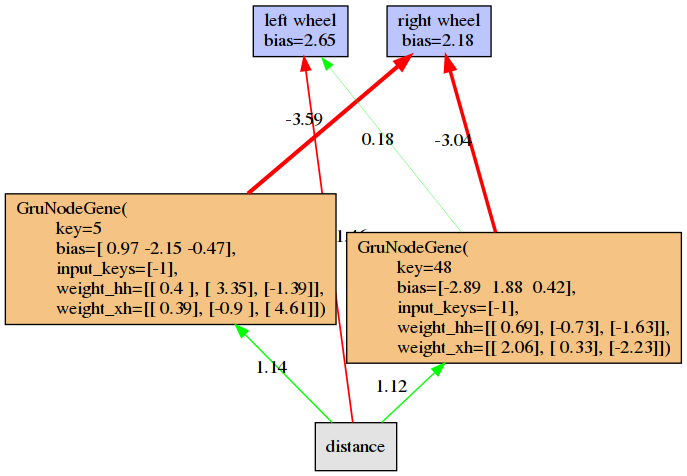 left wheel
bias=2.65
right wheel
bias=2.18
-3.59
0.18
-3.04
GruNodeGene(
key=5
bias=[ 0.97 -2.15 -0.47],
input_keys=[-1],
weight_hh=[[ 0.4 ], [ 3.35], [-1.39]],
weight_xh=[[ 0.39], [-0.9 ], [ 4.61]])
GruNodeGene(
key=48
bias=[-2.89  1.88  0.42],
input_keys=[-1],
weight_hh=[[ 0.69], [-0.73], [-1.63]],
weight_xh=[[ 2.06], [ 0.33], [-2.23]])
1.14
1.12
distance